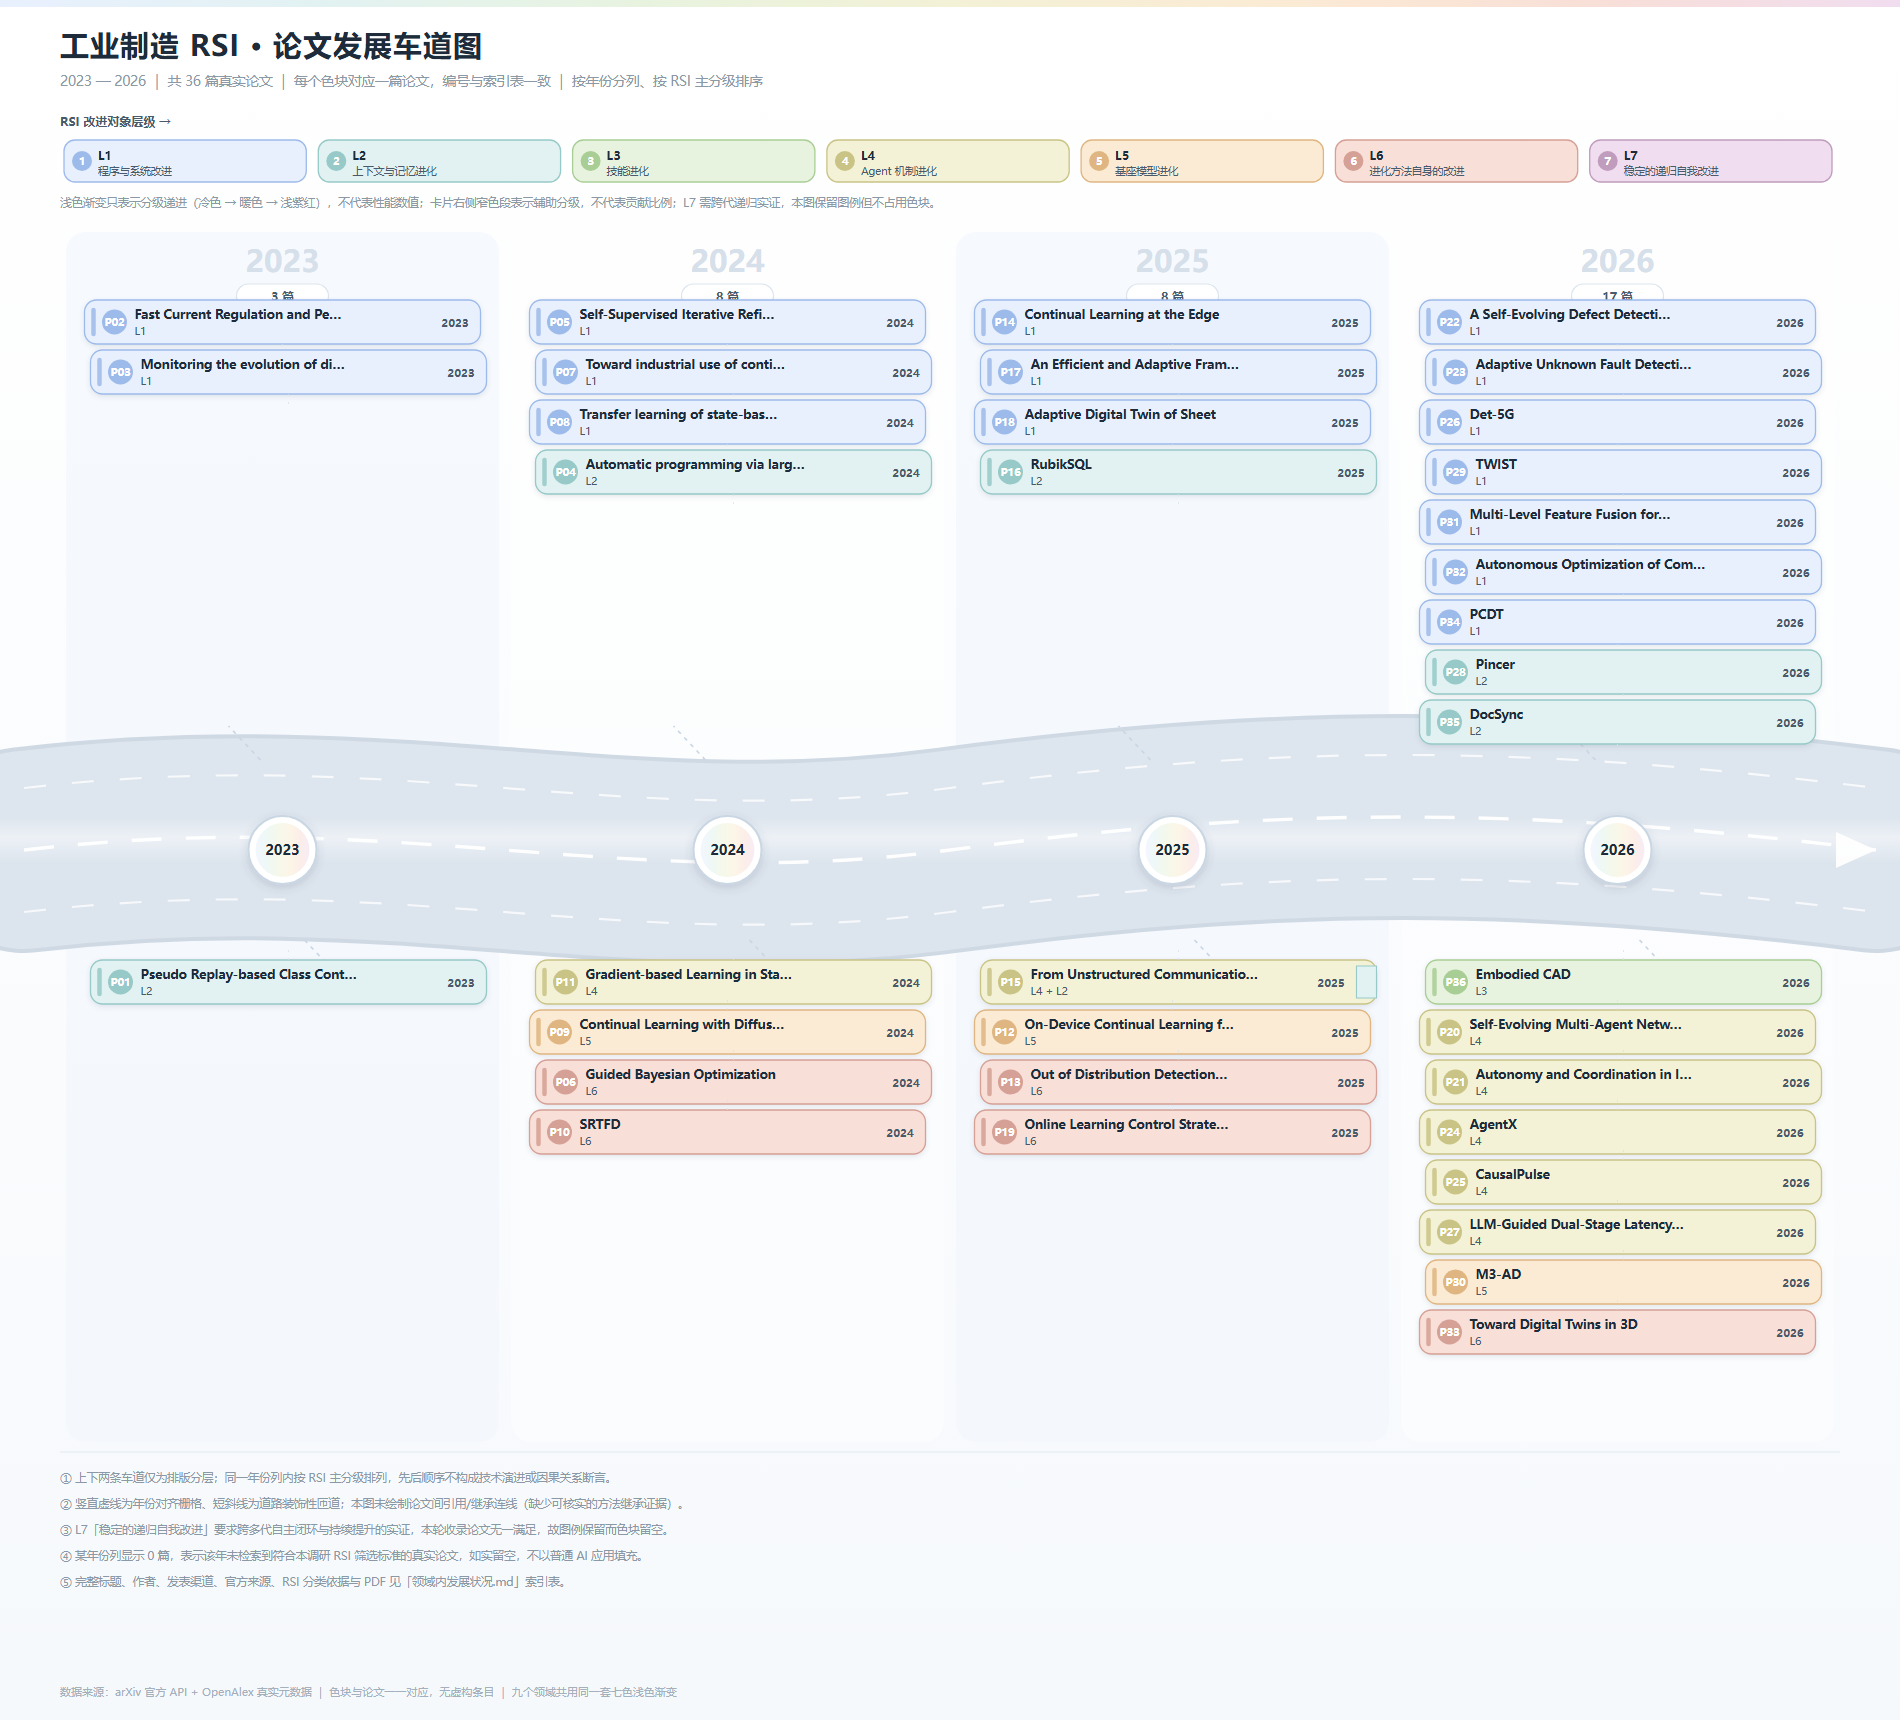 工业制造 RSI · 论文发展车道图
2023 — 2026 | 共 36 篇真实论文 | 每个色块对应一篇论文，编号与索引表一致 | 按年份分列、按 RSI 主分级排序
RSI 改进对象层级 →
1 L1
程序与系统改进
2 L2
上下文与记忆进化
3 L3
技能进化
4 L4
Agent 机制进化
5 L5
基座模型进化
6 L6
进化方法自身的改进
7 L7
稳定的递归自我改进
浅色渐变只表示分级递进（冷色 → 暖色 → 浅紫红），不代表性能数值；卡片右侧窄色段表示辅助分级，不代表贡献比例；L7 需跨代递归实证，本图保留图例但不占用色块。
2023
3 篇
P02 Fast Current Regulation and Pe... 2023
L1
P03 Monitoring the evolution of di... 2023
L1
2024
8 篇
P05 Self-Supervised Iterative Refi... 2024
L1
P07 Toward industrial use of conti... 2024
L1
P08 Transfer learning of state-bas... 2024
L1
P04 Automatic programming via larg... 2024
L2
2025
8 篇
P14 Continual Learning at the Edge 2025
L1
P17 An Efficient and Adaptive Fram... 2025
L1
P18 Adaptive Digital Twin of Sheet 2025
L1
P16 RubikSQL 2025
L2
2026
17 篇
P22 A Self-Evolving Defect Detecti... 2026
L1
P23 Adaptive Unknown Fault Detecti... 2026
L1
P26 Det-5G 2026
L1
P29 TWIST 2026
L1
P31 Multi-Level Feature Fusion for... 2026
L1
P32 Autonomous Optimization of Com... 2026
L1
P34 PCDT 2026
L1
P28 Pincer 2026
L2
P35 DocSync 2026
L2
2023
2024
2025
2026
P01 Pseudo Replay-based Class Cont... 2023
L2
P11 Gradient-based Learning in Sta... 2024
L4
P09 Continual Learning with Diffus... 2024
L5
P06 Guided Bayesian Optimization 2024
L6
P10 SRTFD 2024
L6
P15 From Unstructured Communicatio... 2025
L4 + L2
P12 On-Device Continual Learning f... 2025
L5
P13 Out of Distribution Detection... 2025
L6
P19 Online Learning Control Strate... 2025
L6
P36 Embodied CAD 2026
L3
P20 Self-Evolving Multi-Agent Netw... 2026
L4
P21 Autonomy and Coordination in I... 2026
L4
P24 AgentX 2026
L4
P25 CausalPulse 2026
L4
P27 LLM-Guided Dual-Stage Latency... 2026
L4
P30 M3-AD 2026
L5
P33 Toward Digital Twins in 3D 2026
L6
① 上下两条车道仅为排版分层；同一年份列内按 RSI 主分级排列，先后顺序不构成技术演进或因果关系断言。
② 竖直虚线为年份对齐栅格、短斜线为道路装饰性匝道；本图未绘制论文间引用/继承连线（缺少可核实的方法继承证据）。
③ L7「稳定的递归自我改进」要求跨多代自主闭环与持续提升的实证，本轮收录论文无一满足，故图例保留而色块留空。
④ 某年份列显示 0 篇，表示该年未检索到符合本调研 RSI 筛选标准的真实论文，如实留空，不以普通 AI 应用填充。
⑤ 完整标题、作者、发表渠道、官方来源、RSI 分类依据与 PDF 见「领域内发展状况.md」索引表。
数据来源：arXiv 官方 API + OpenAlex 真实元数据 | 色块与论文一一对应，无虚构条目 | 九个领域共用同一套七色浅色渐变